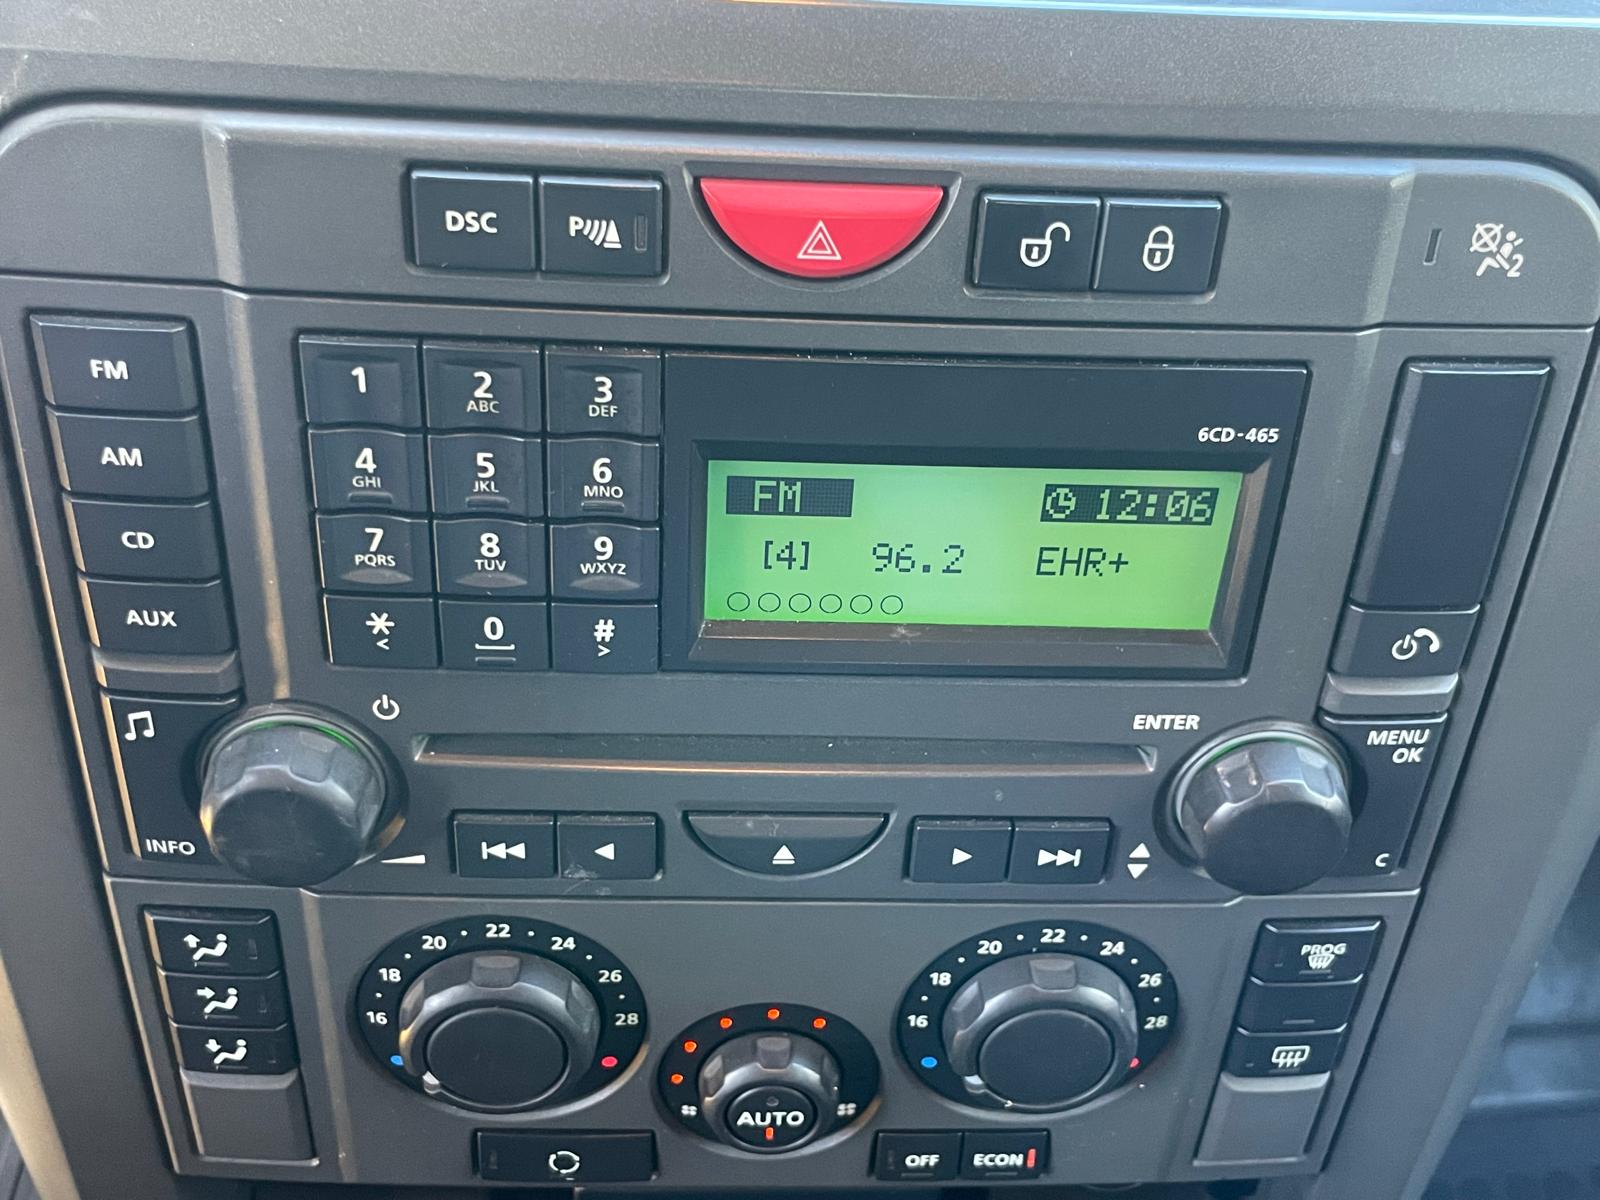 DSC
P
2
FM
AM
CD
AUX
1
2
ABC
3
DEF
4
GHI
5
JKL
6
MNO
7
PQRS
8
TUV
9
WXYZ
*
<
0
#
>
6CD-465
FM 12:06
[4] 96.2 EHR+
INFO
ENTER
MENU
OK
C
16 18 20 22 24 26 28
16 18 20 22 24 26 28
AUTO
PROG
OFF
ECON